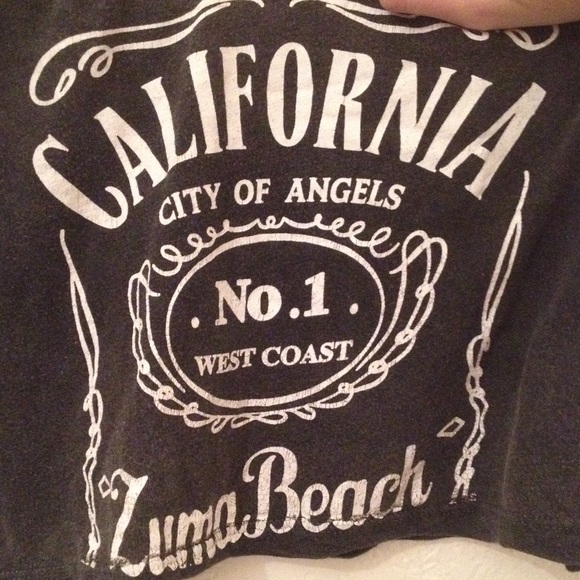 CALIFORNIA
CITY OF ANGELS
. No.1 .
WEST COAST
Zuma Beach